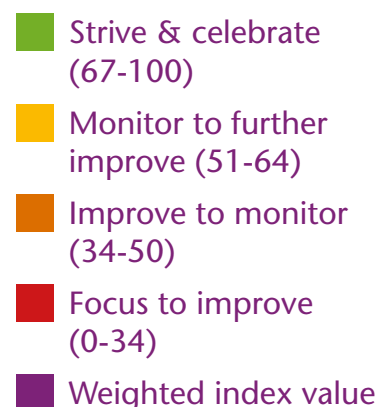 Strive & celebrate
(67-100)
Monitor to further
improve (51-64)
Improve to monitor
(34-50)
Focus to improve
(0-34)
Weighted index value